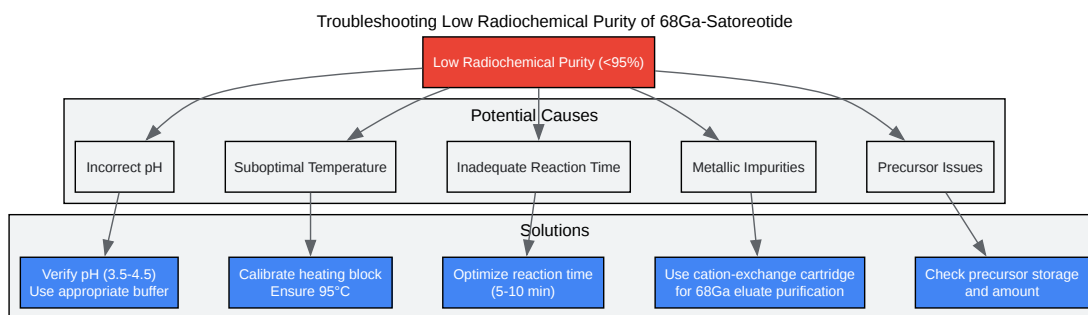 Troubleshooting Low Radiochemical Purity of 68Ga-Satoreotide
Low Radiochemical Purity (<95%)
Potential Causes
Incorrect pH
Suboptimal Temperature
Inadequate Reaction Time
Metallic Impurities
Precursor Issues
Solutions
Verify pH (3.5-4.5)
Use appropriate buffer
Calibrate heating block
Ensure 95°C
Optimize reaction time
(5-10 min)
Use cation-exchange cartridge
for 68Ga eluate purification
Check precursor storage
and amount